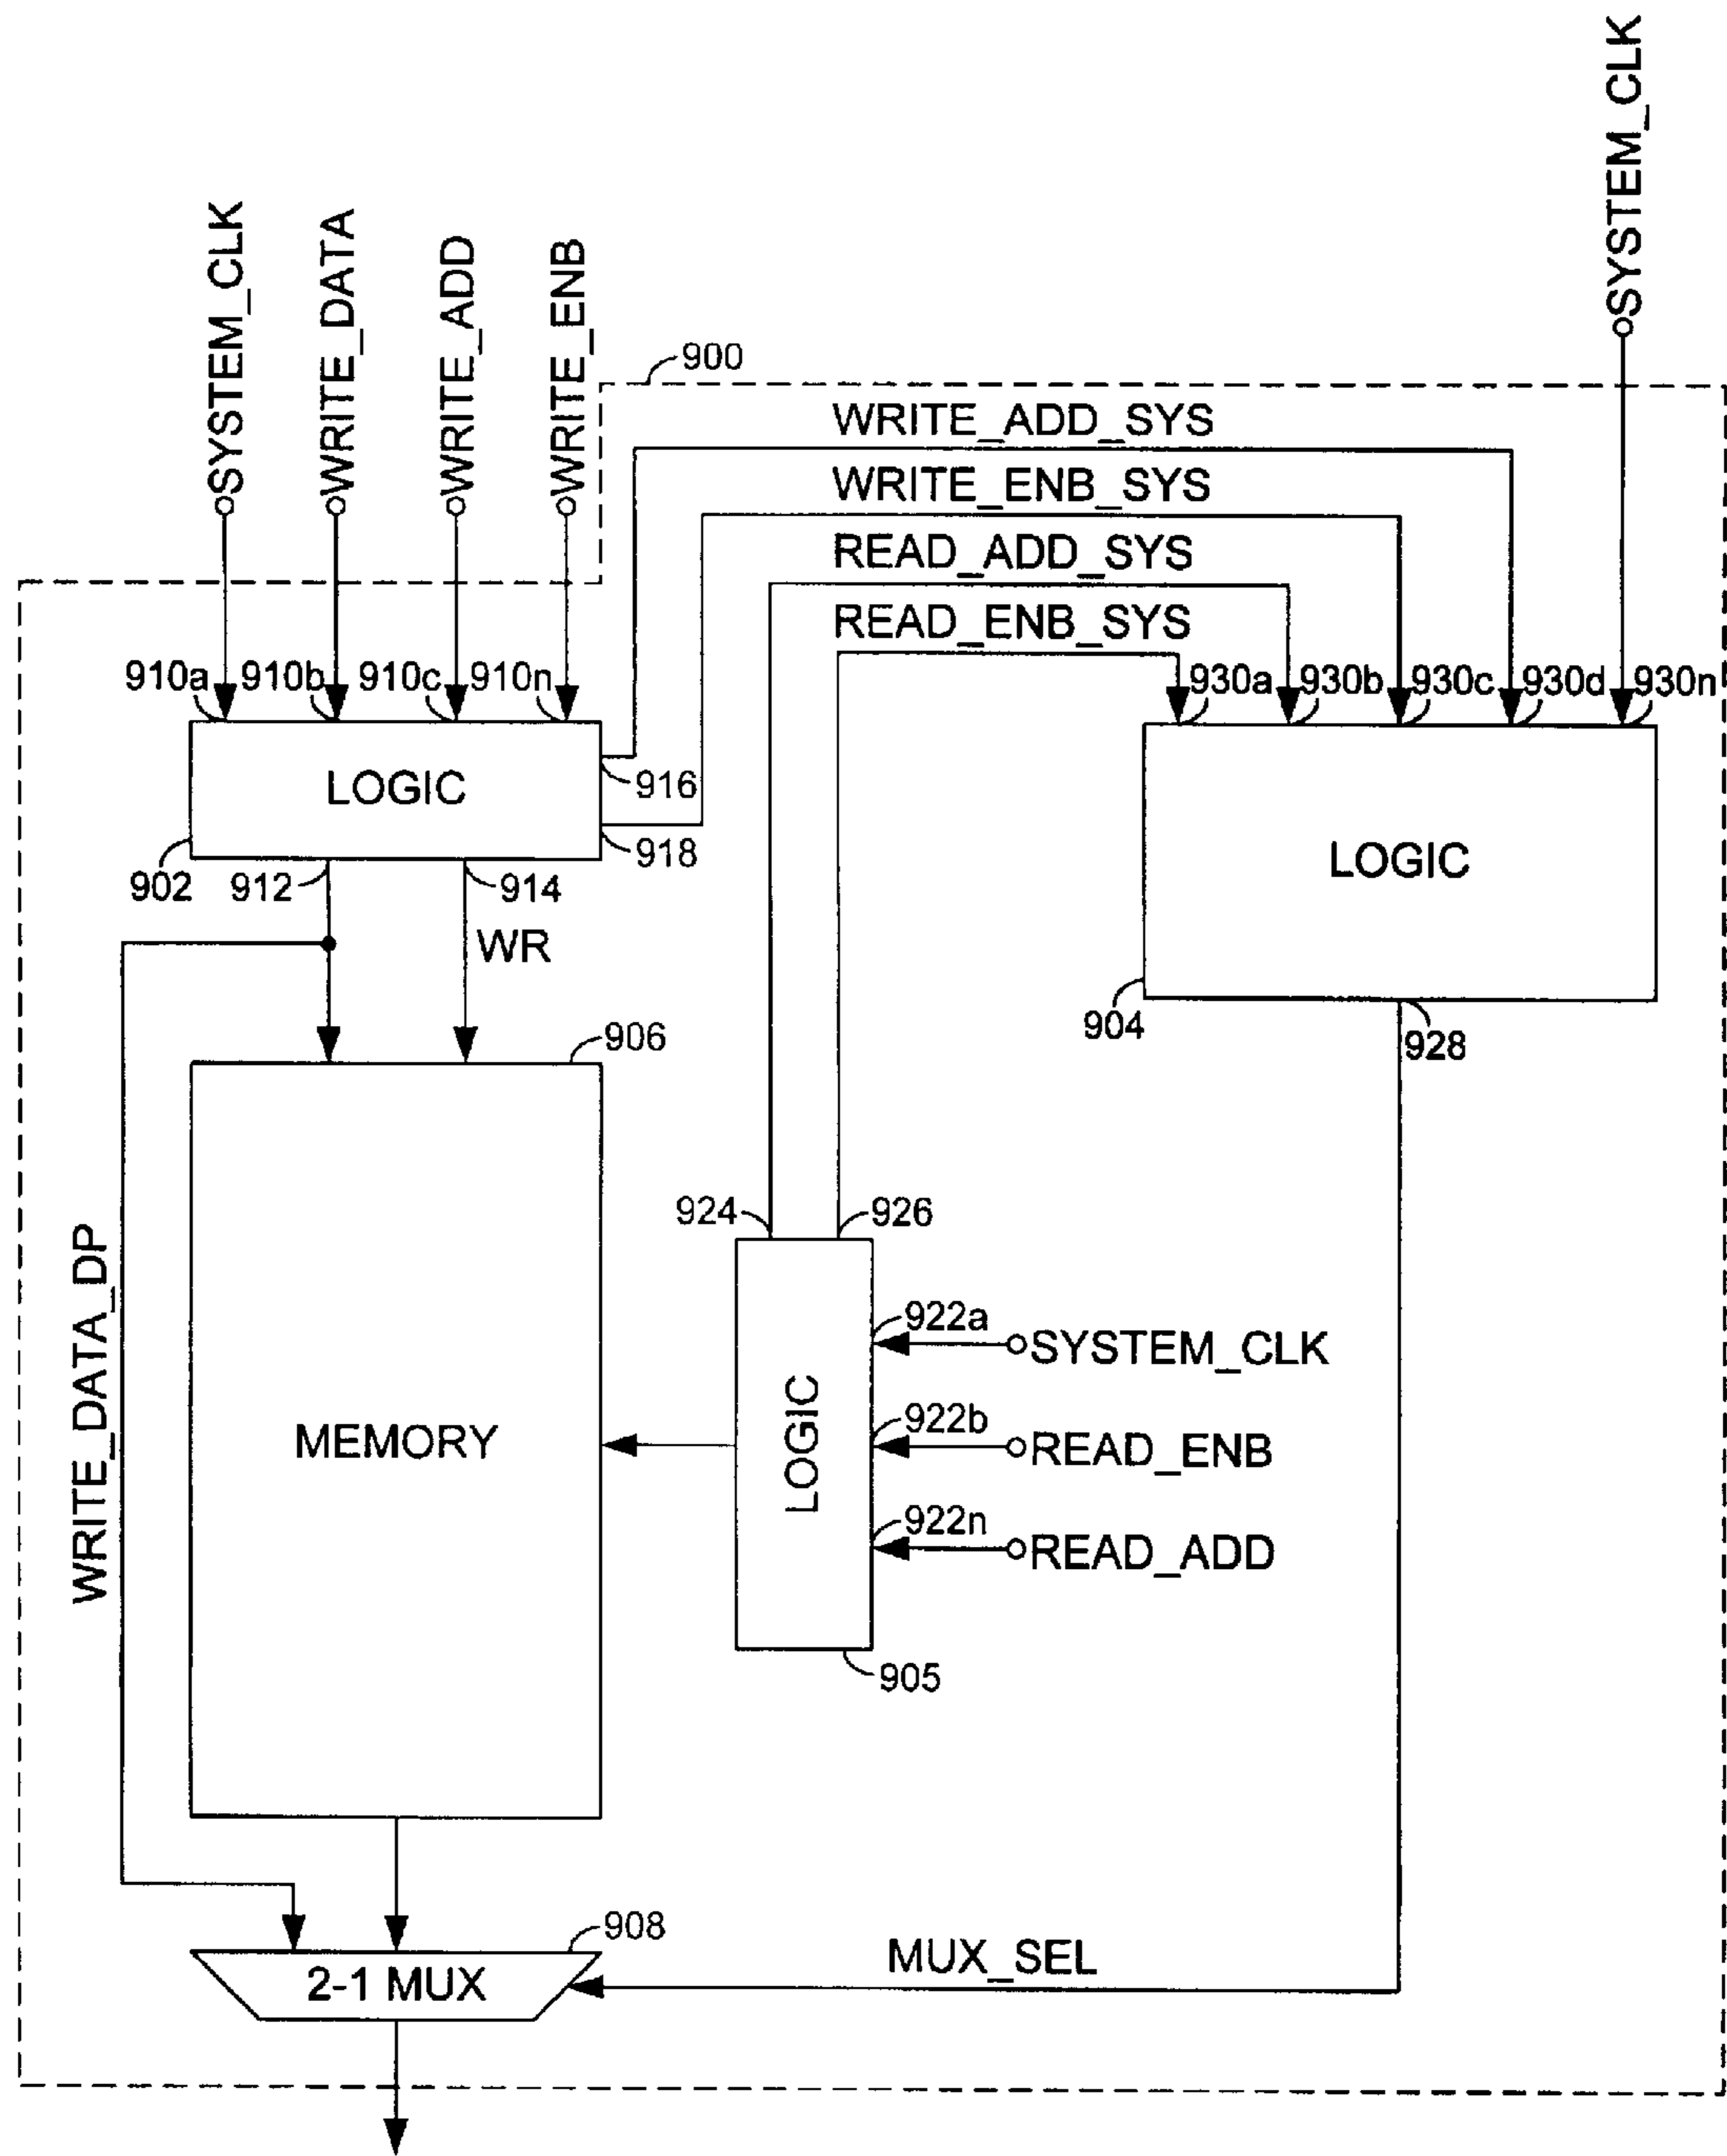 SYSTEM_CLK
SYSTEM_CLK
WRITE_DATA
WRITE_ADD
WRITE_ENB
900
WRITE_ADD_SYS
WRITE_ENB_SYS
READ_ADD_SYS
READ_ENB_SYS
910a
910b
910c
910n
930a
930b
930c
930d
930n
LOGIC
916
918
902
912
914
WR
LOGIC
904
928
906
924
926
WRITE_DATA_DP
MEMORY
LOGIC
922a
SYSTEM_CLK
922b
READ_ENB
922n
READ_ADD
905
908
2-1 MUX
MUX_SEL